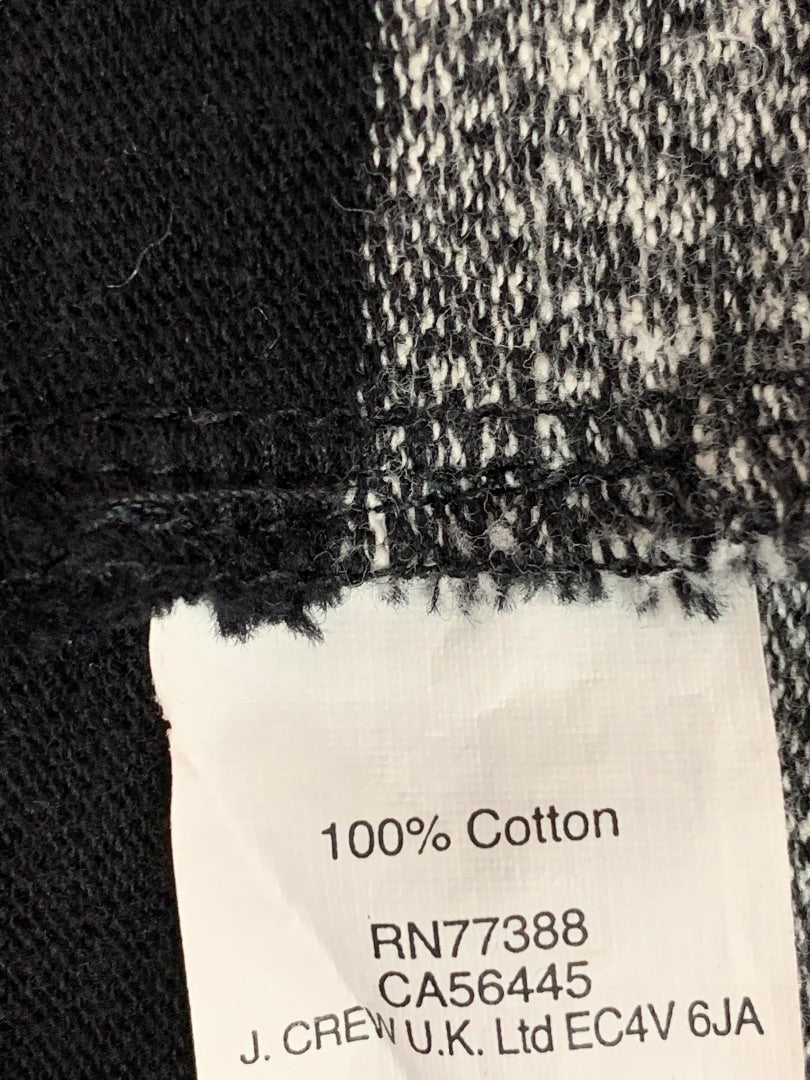 100% Cotton
RN77388
CA56445
J. CREW U.K. Ltd EC4V 6JA